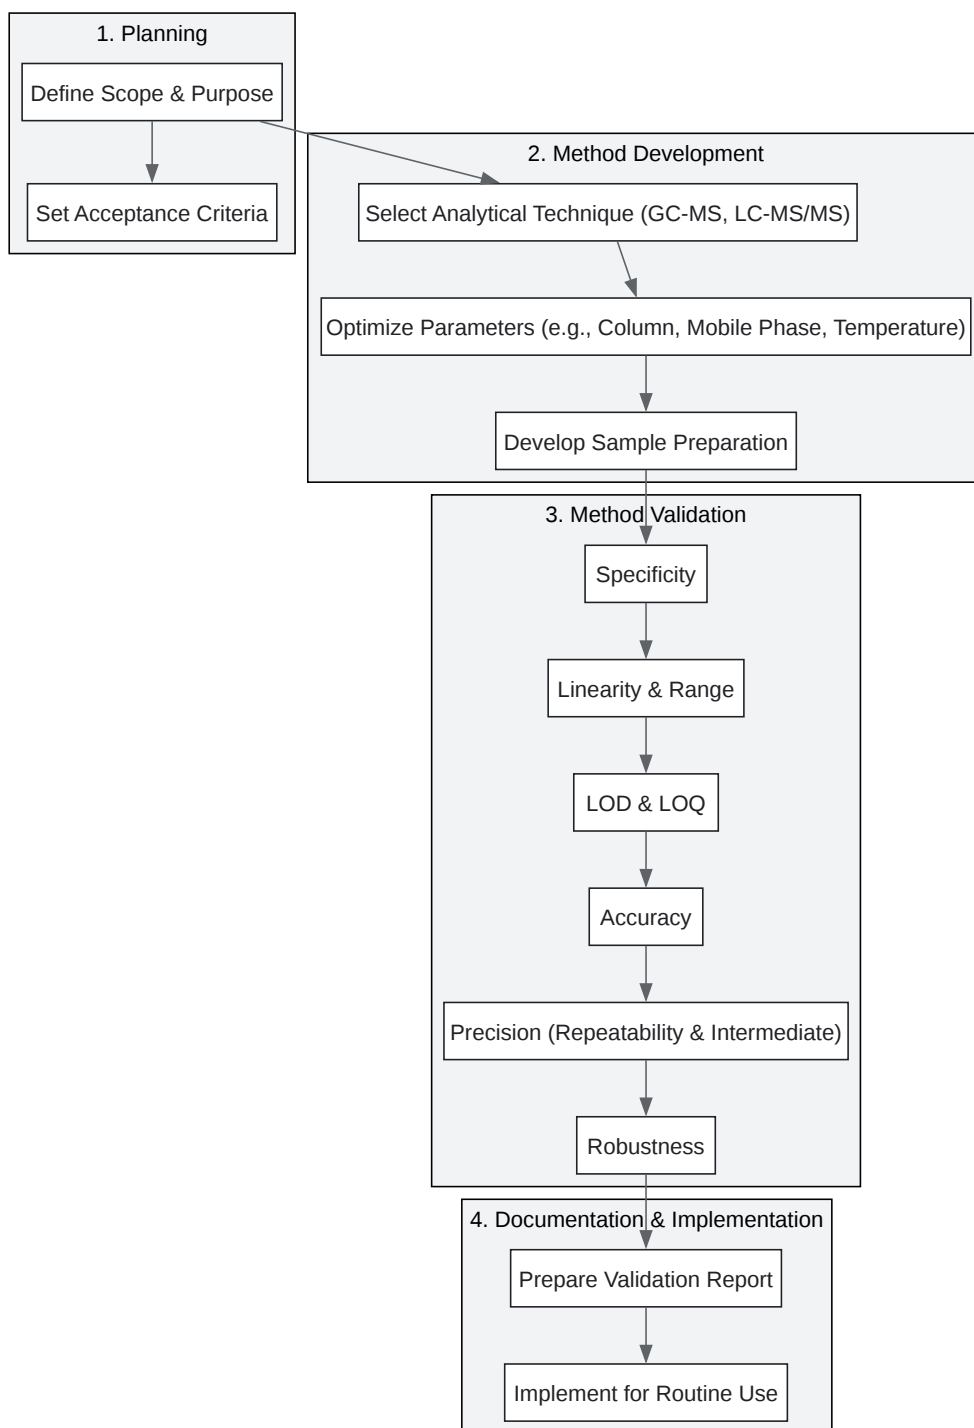 1. Planning
Define Scope & Purpose
Set Acceptance Criteria
2. Method Development
Select Analytical Technique (GC-MS, LC-MS/MS)
Optimize Parameters (e.g., Column, Mobile Phase, Temperature)
Develop Sample Preparation
3. Method Validation
Specificity
Linearity & Range
LOD & LOQ
Accuracy
Precision (Repeatability & Intermediate)
Robustness
4. Documentation & Implementation
Prepare Validation Report
Implement for Routine Use